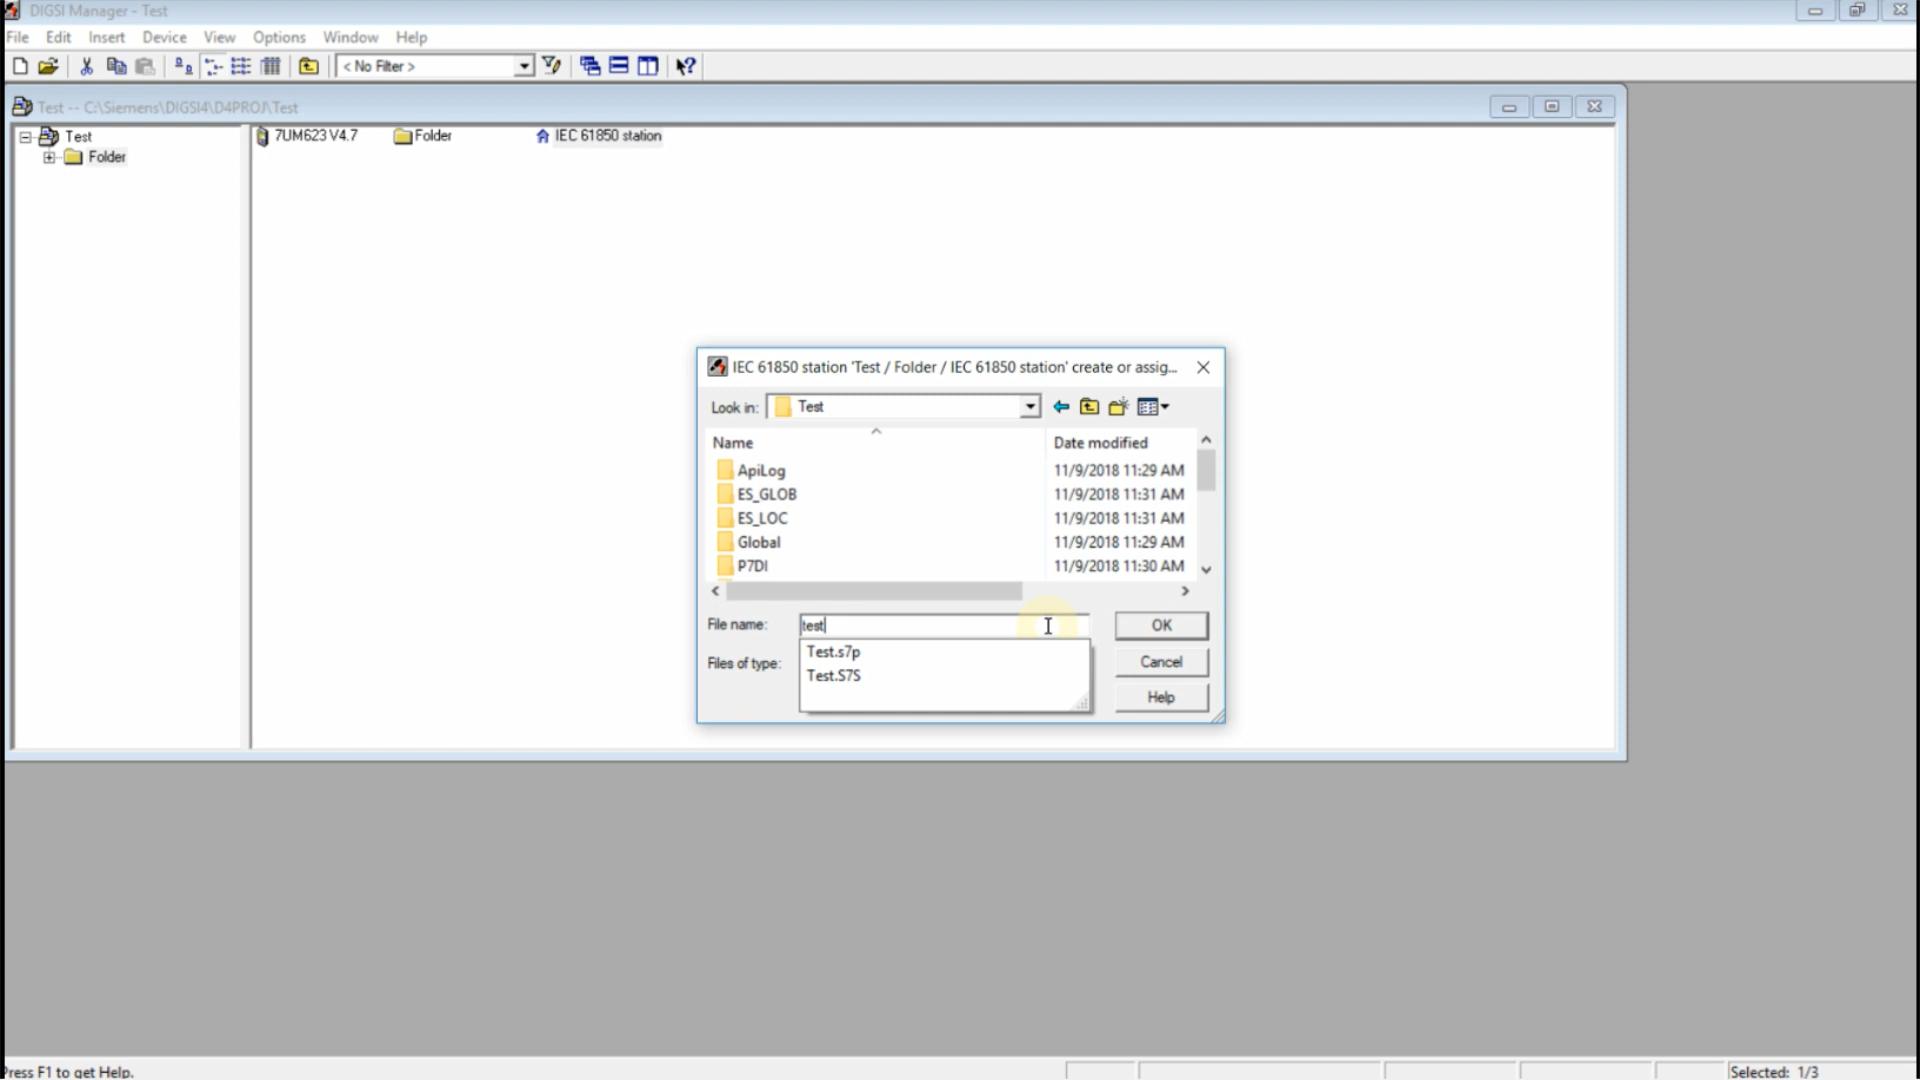 DIGSI Manager - Test
File Edit Insert Device View Options Window Help
< No Filter >
Test -- C:\Siemens\DIGSI4\D4PROJ\Test
Test
Folder
7UM623 V4.7 Folder IEC 61850 station
IEC 61850 station 'Test / Folder / IEC 61850 station' create or assig...
Look in: Test
Name Date modified
ApiLog 11/9/2018 11:29 AM
ES_GLOB 11/9/2018 11:31 AM
ES_LOC 11/9/2018 11:31 AM
Global 11/9/2018 11:29 AM
P7DI 11/9/2018 11:30 AM
File name: test OK
Test.s7p
Files of type: Cancel
Test.S7S
Help
Press F1 to get Help. Selected: 1/3